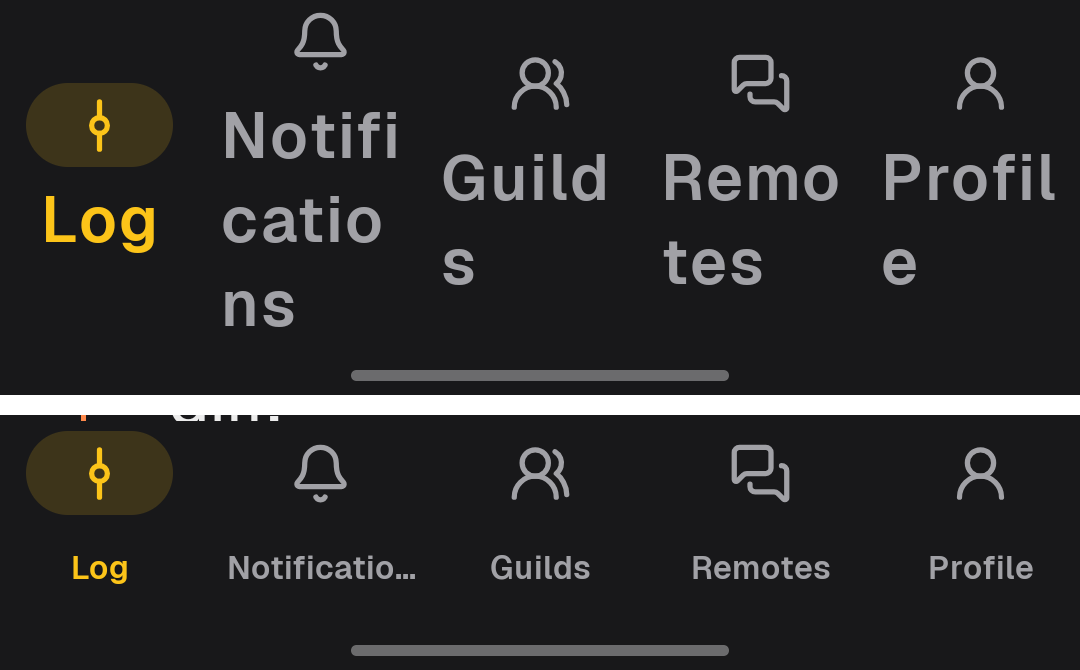 Log
Notifi
catio
ns
Guild
s
Remo
tes
Profil
e
Log
Notificatio...
Guilds
Remotes
Profile